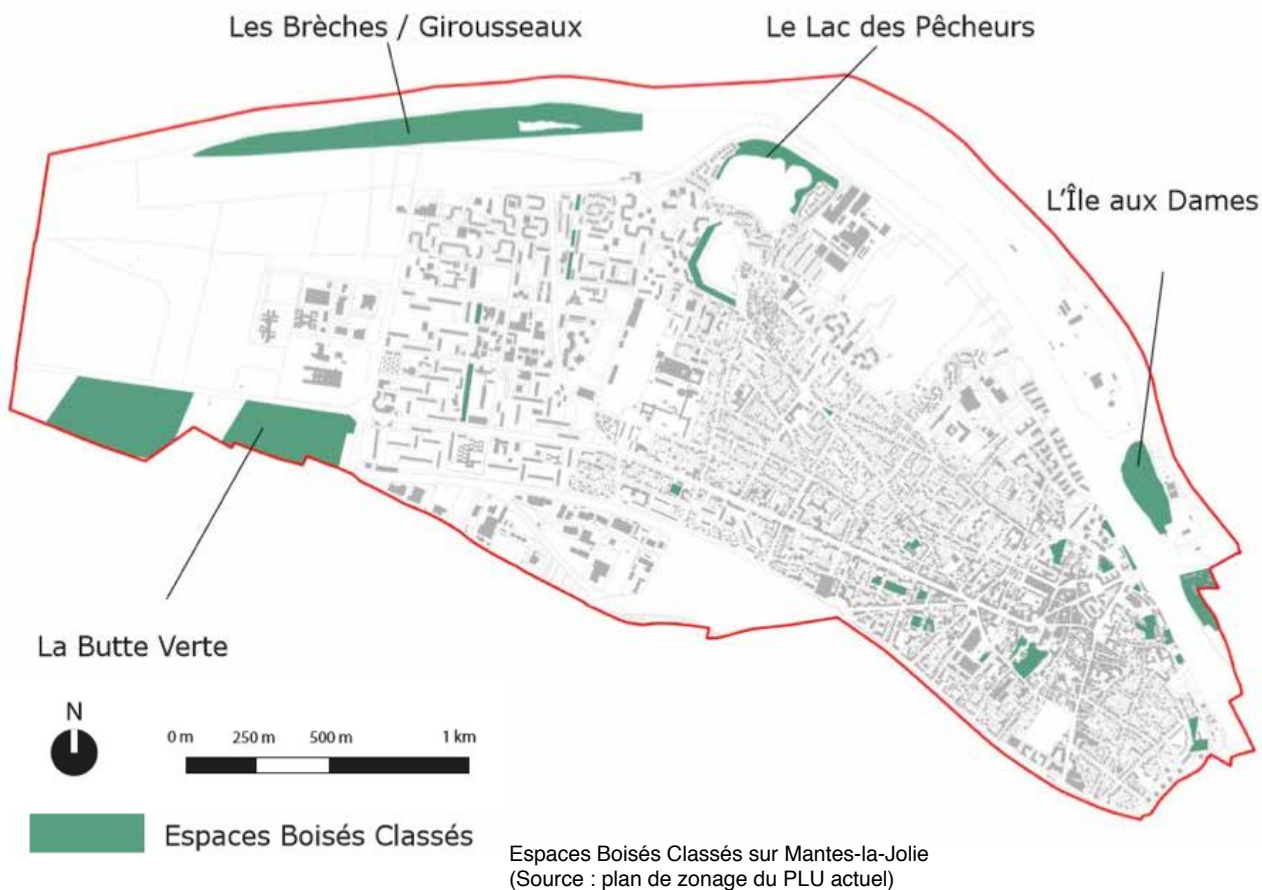 Les Brèches / Girousseaux
Le Lac des Pêcheurs
L'Île aux Dames
La Butte Verte
N
0 m 250 m 500 m 1 km
Espaces Boisés Classés
Espaces Boisés Classés sur Mantes-la-Jolie
(Source : plan de zonage du PLU actuel)